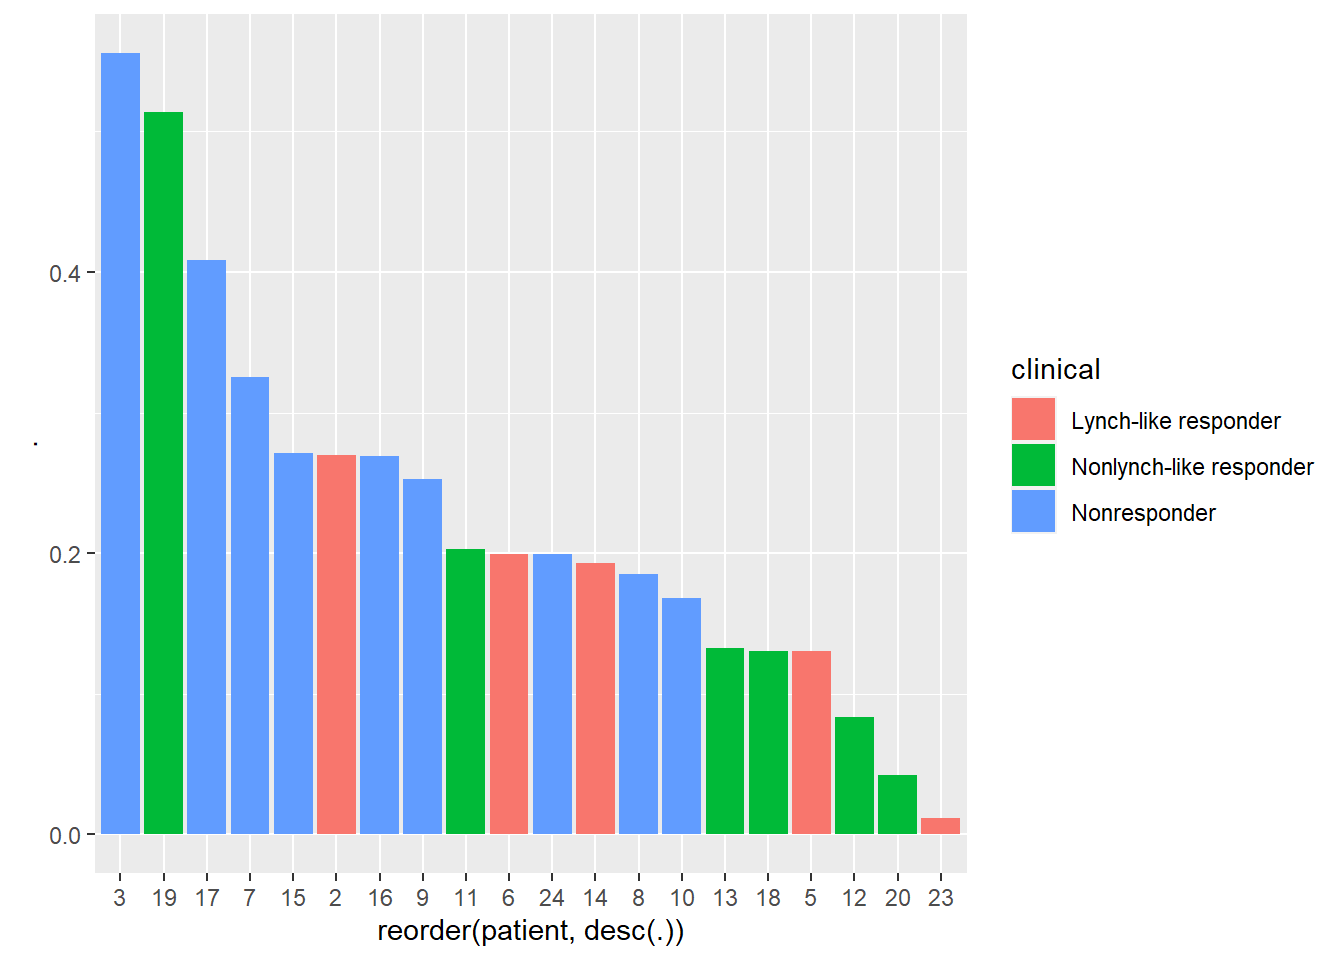 0.4
0.2
0.0
.
3 19 17 7 15 2 16 9 11 6 24 14 8 10 13 18 5 12 20 23
reorder(patient, desc(.))
clinical
Lynch-like responder
Nonlynch-like responder
Nonresponder